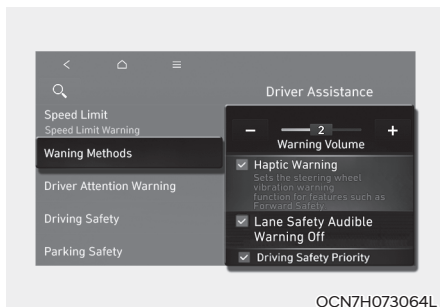 Driver Assistance
Speed Limit
Speed Limit Warning
Waning Methods
Driver Attention Warning
Driving Safety
Parking Safety
2
Warning Volume
Haptic Warning
Sets the steering wheel
vibration warning
function for features such as
Forward Safety
Lane Safety Audible
Warning Off
Driving Safety Priority
OCN7H073064L